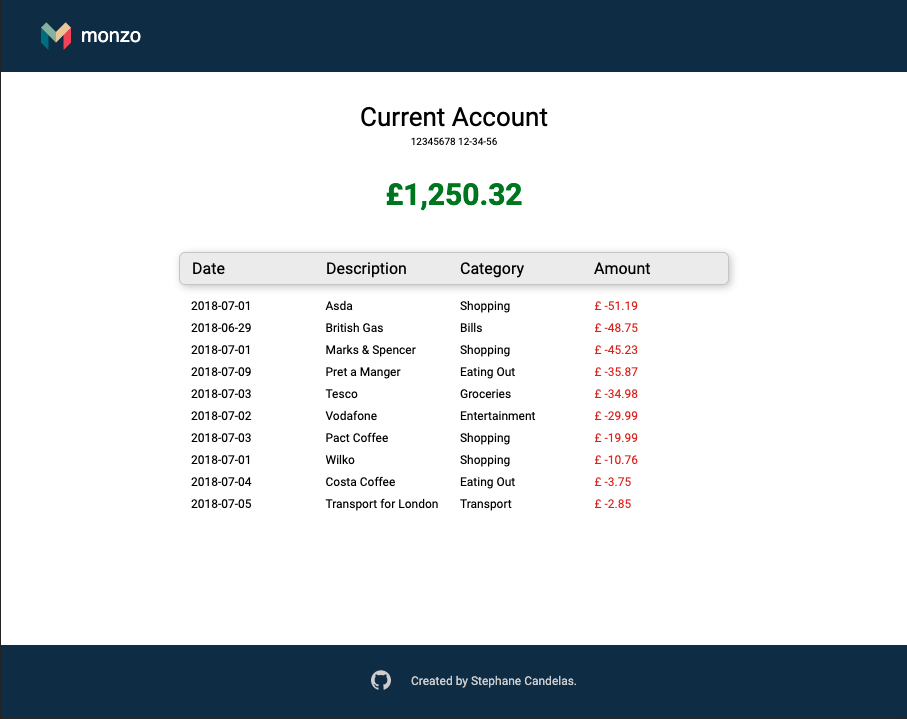 monzo
Current Account
12345678 12-34-56
£1,250.32
Date Description Category Amount
2018-07-01 Asda Shopping £ -51.19
2018-06-29 British Gas Bills £ -48.75
2018-07-01 Marks & Spencer Shopping £ -45.23
2018-07-09 Pret a Manger Eating Out £ -35.87
2018-07-03 Tesco Groceries £ -34.98
2018-07-02 Vodafone Entertainment £ -29.99
2018-07-03 Pact Coffee Shopping £ -19.99
2018-07-01 Wilko Shopping £ -10.76
2018-07-04 Costa Coffee Eating Out £ -3.75
2018-07-05 Transport for London Transport £ -2.85
Created by Stephane Candelas.